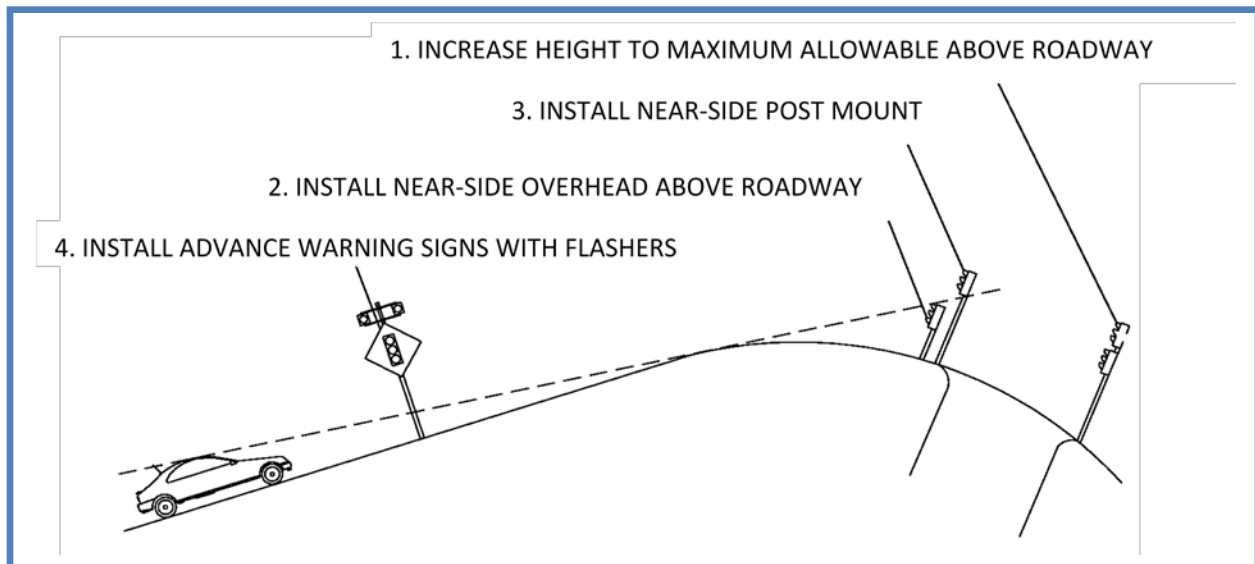 1. INCREASE HEIGHT TO MAXIMUM ALLOWABLE ABOVE ROADWAY
3. INSTALL NEAR-SIDE POST MOUNT
2. INSTALL NEAR-SIDE OVERHEAD ABOVE ROADWAY
4. INSTALL ADVANCE WARNING SIGNS WITH FLASHERS